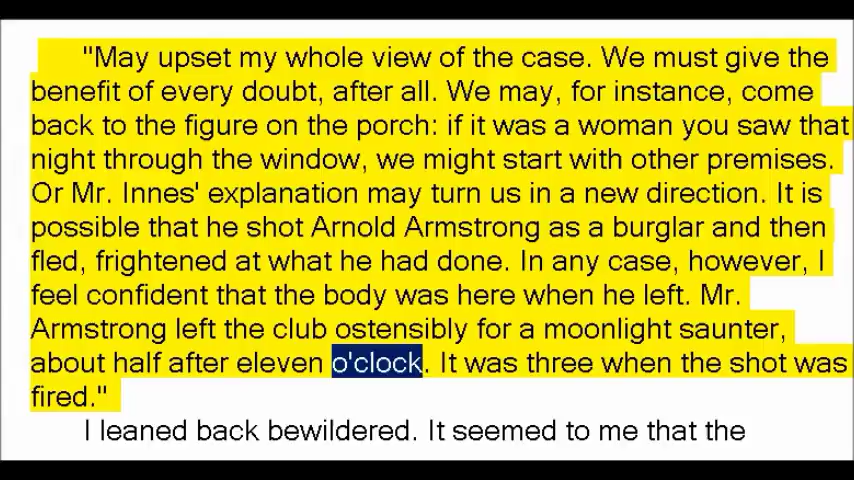 "May upset my whole view of the case. We must give the
benefit of every doubt, after all. We may, for instance, come
back to the figure on the porch: if it was a woman you saw that
night through the window, we might start with other premises.
Or Mr. Innes' explanation may turn us in a new direction. It is
possible that he shot Arnold Armstrong as a burglar and then
fled, frightened at what he had done. In any case, however, I
feel confident that the body was here when he left. Mr.
Armstrong left the club ostensibly for a moonlight saunter,
about half after eleven o'clock. It was three when the shot was
fired."
I leaned back bewildered. It seemed to me that the